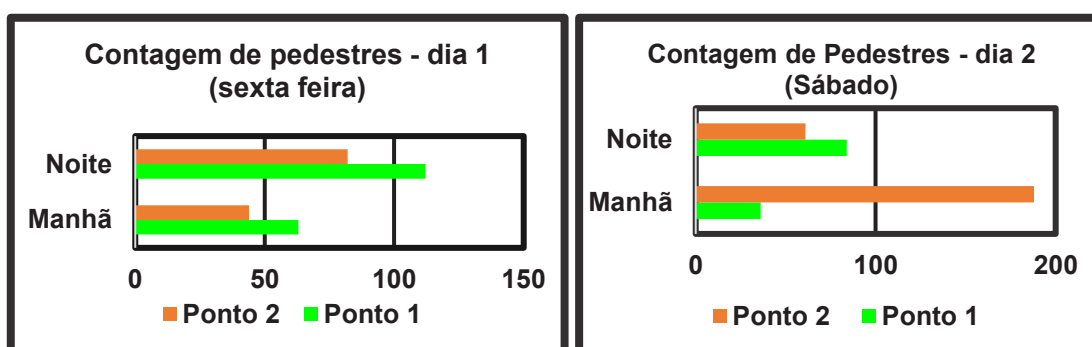 Contagem de pedestres - dia 1
(sexta feira)
Noite
Manhã
0 50 100 150
Ponto 2 Ponto 1
Contagem de Pedestres - dia 2
(Sábado)
Noite
Manhã
0 100 200
Ponto 2 Ponto 1